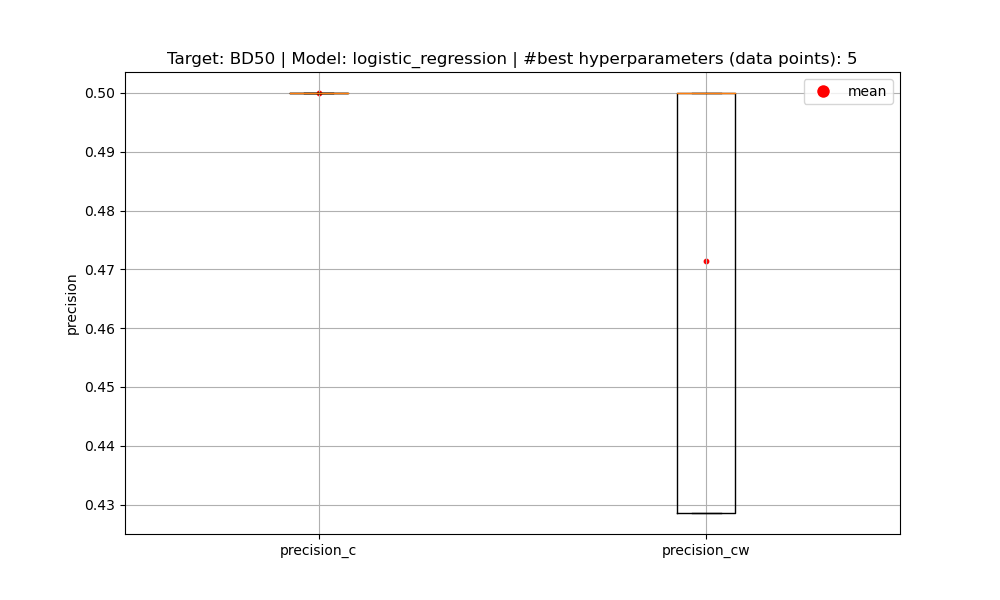 Target: BD50 | Model: logistic_regression | #best hyperparameters (data points): 5
mean
precision
0.50
0.49
0.48
0.47
0.46
0.45
0.44
0.43
precision_c
precision_cw